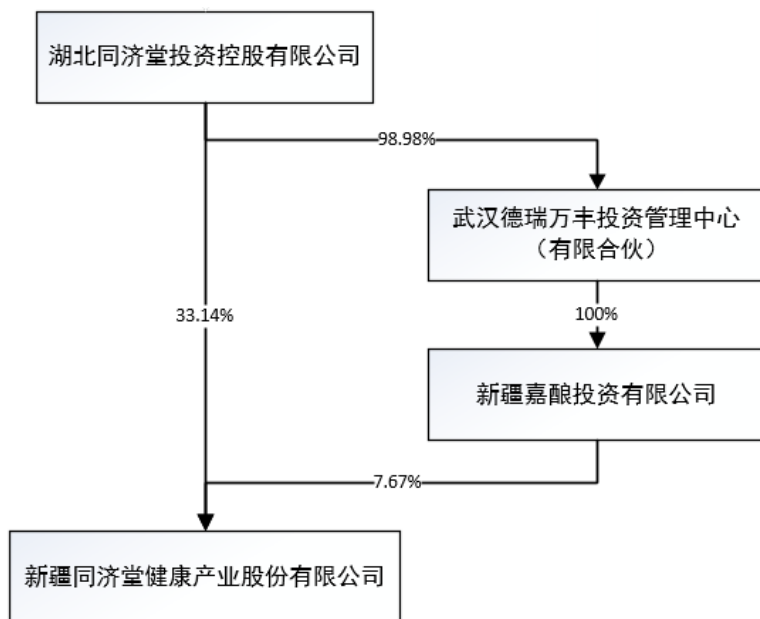 湖北同济堂投资控股有限公司
98.98%
武汉德瑞万丰投资管理中心
（有限合伙）
33.14%
100%
新疆嘉酿投资有限公司
7.67%
新疆同济堂健康产业股份有限公司